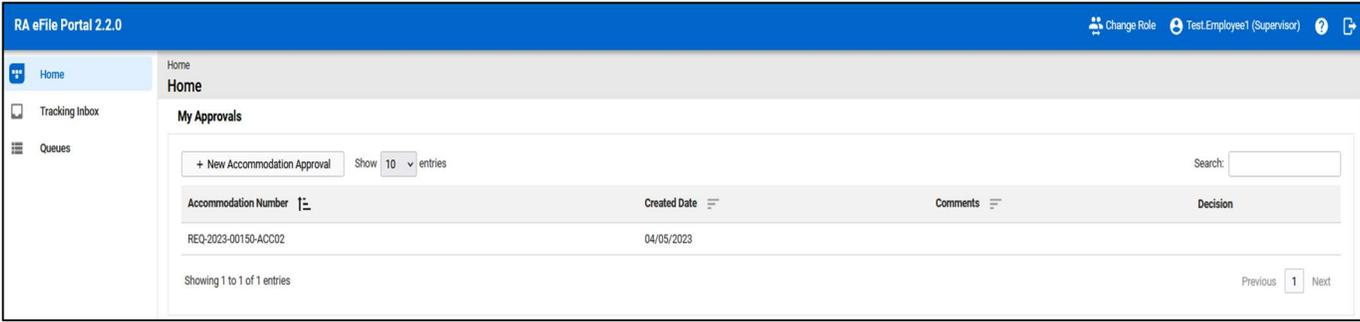 RA eFile Portal 2.2.0
Change Role Test.Employee1 (Supervisor) ?
Home
Tracking Inbox
Queues
Home
Home
My Approvals
+ New Accommodation Approval Show 10 entries Search:
Accommodation Number Created Date Comments Decision
REQ-2023-00150-ACC02 04/05/2023
Showing 1 to 1 of 1 entries Previous 1 Next